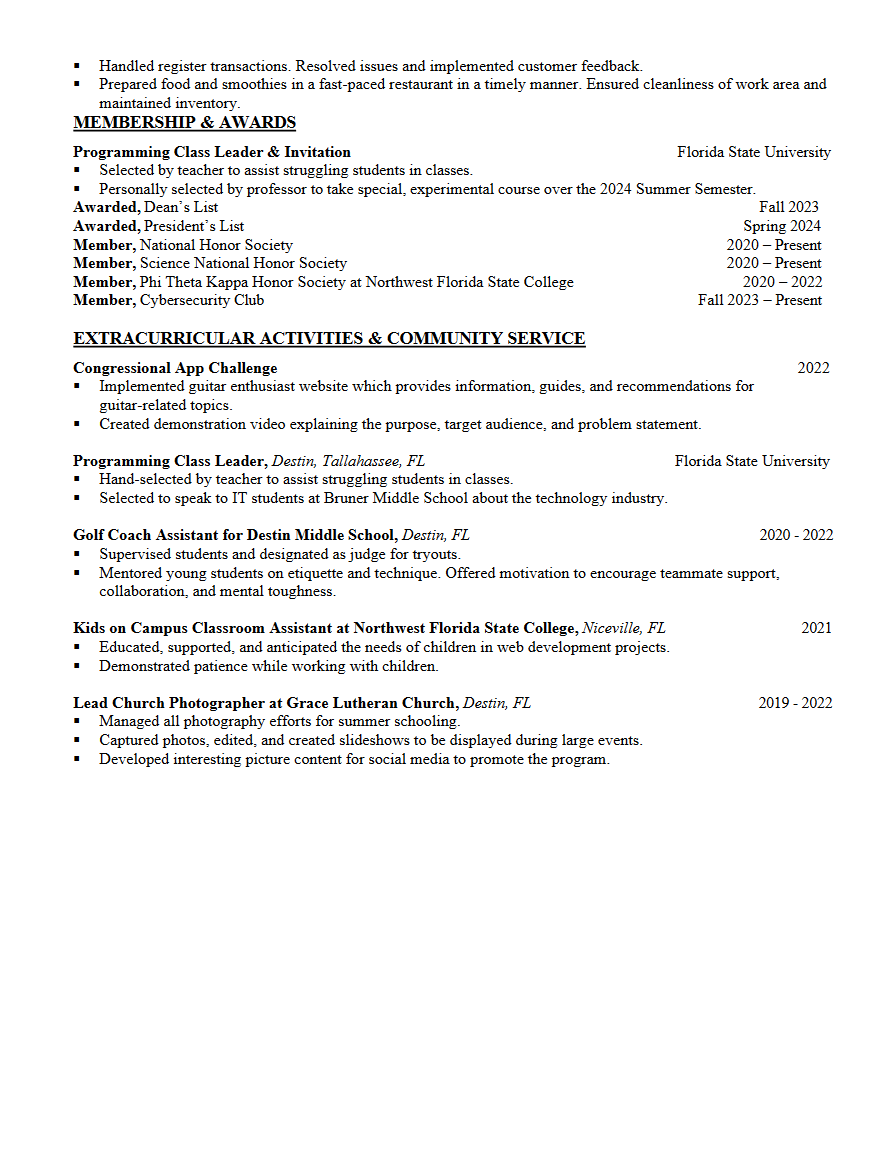 ▪ Handled register transactions. Resolved issues and implemented customer feedback.
▪ Prepared food and smoothies in a fast-paced restaurant in a timely manner. Ensured cleanliness of work area and
maintained inventory.
MEMBERSHIP & AWARDS
Programming Class Leader & Invitation Florida State University
▪ Selected by teacher to assist struggling students in classes.
▪ Personally selected by professor to take special, experimental course over the 2024 Summer Semester.
Awarded, Dean’s List Fall 2023
Awarded, President’s List Spring 2024
Member, National Honor Society 2020 – Present
Member, Science National Honor Society 2020 – Present
Member, Phi Theta Kappa Honor Society at Northwest Florida State College 2020 – 2022
Member, Cybersecurity Club Fall 2023 – Present
EXTRACURRICULAR ACTIVITIES & COMMUNITY SERVICE
Congressional App Challenge 2022
▪ Implemented guitar enthusiast website which provides information, guides, and recommendations for
guitar-related topics.
▪ Created demonstration video explaining the purpose, target audience, and problem statement.
Programming Class Leader, Destin, Tallahassee, FL Florida State University
▪ Hand-selected by teacher to assist struggling students in classes.
▪ Selected to speak to IT students at Bruner Middle School about the technology industry.
Golf Coach Assistant for Destin Middle School, Destin, FL 2020 - 2022
▪ Supervised students and designated as judge for tryouts.
▪ Mentored young students on etiquette and technique. Offered motivation to encourage teammate support,
collaboration, and mental toughness.
Kids on Campus Classroom Assistant at Northwest Florida State College, Niceville, FL 2021
▪ Educated, supported, and anticipated the needs of children in web development projects.
▪ Demonstrated patience while working with children.
Lead Church Photographer at Grace Lutheran Church, Destin, FL 2019 - 2022
▪ Managed all photography efforts for summer schooling.
▪ Captured photos, edited, and created slideshows to be displayed during large events.
▪ Developed interesting picture content for social media to promote the program.